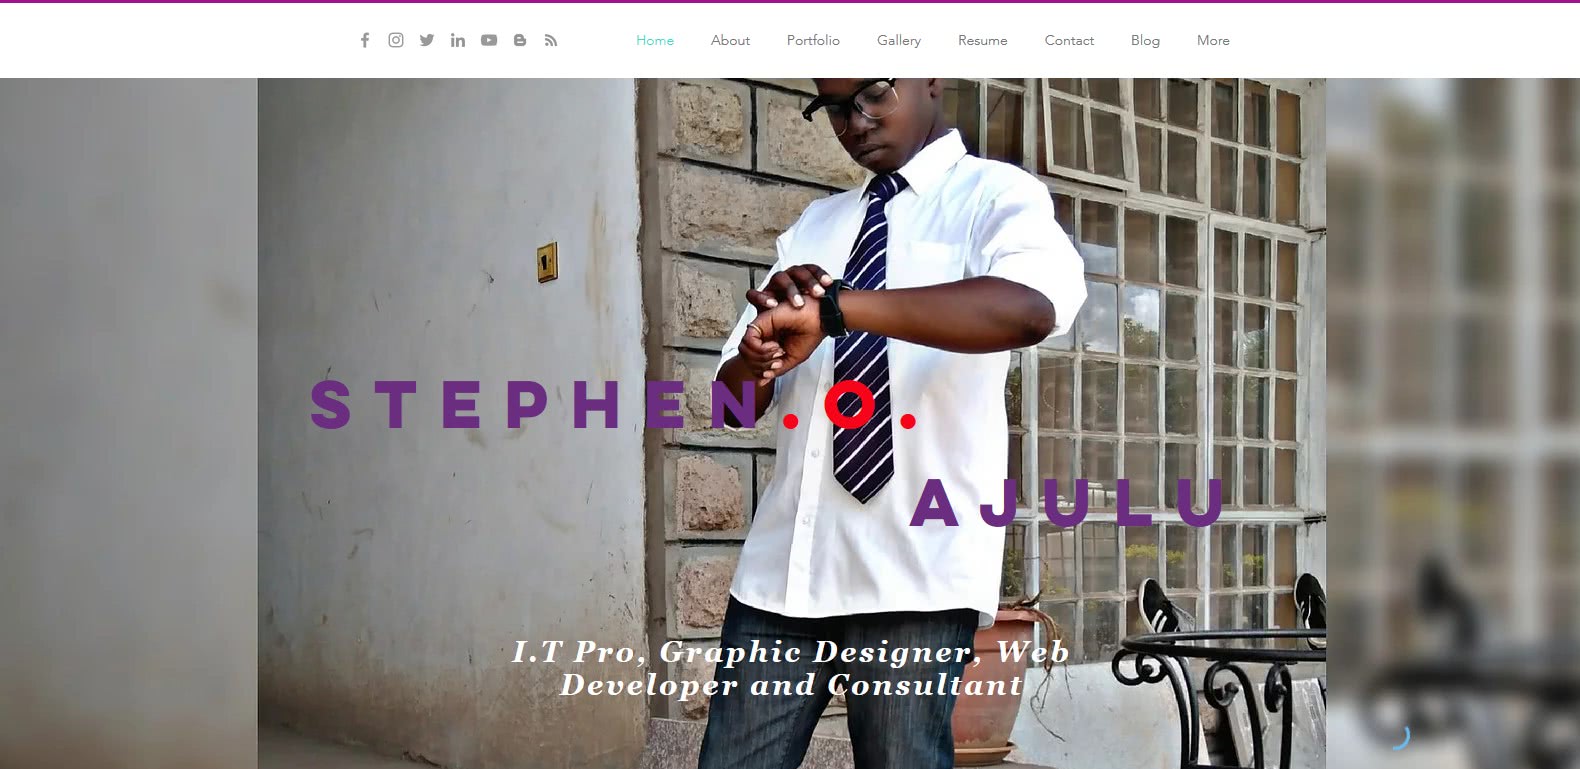 Home About Portfolio Gallery Resume Contact Blog More
STEPHEN.O.
AJULU
I.T Pro, Graphic Designer, Web
Developer and Consultant